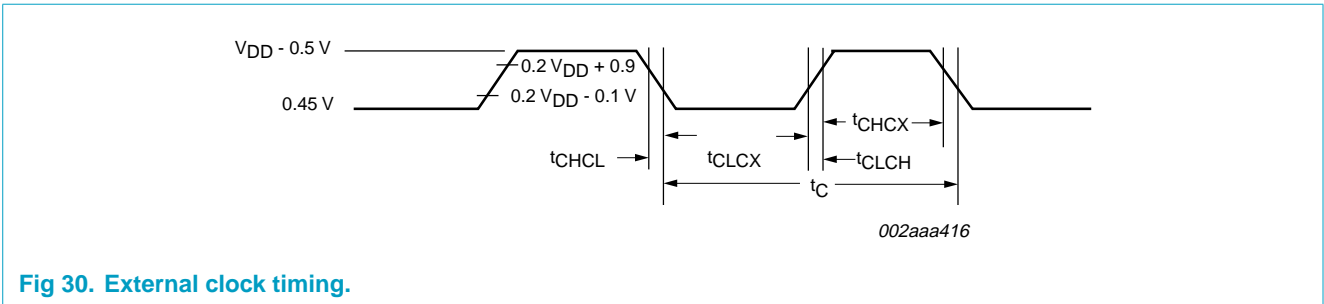 VDD - 0.5 V
0.2 VDD + 0.9
0.45 V
0.2 VDD - 0.1 V
tCHCX
tCHCL
tCLCX
tCLCH
tC
002aaa416
Fig 30. External clock timing.